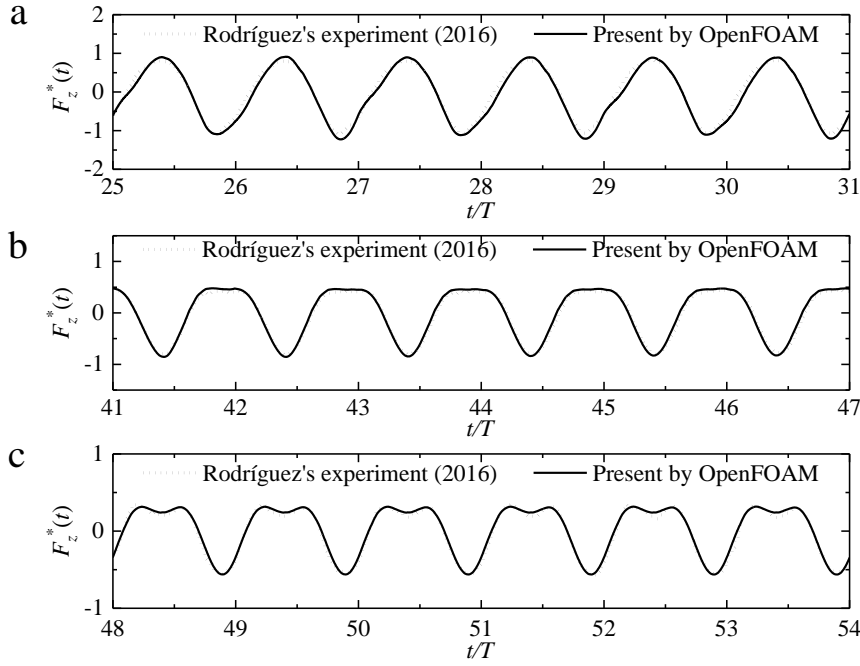 a
Rodríguez's experiment (2016) Present by OpenFOAM
2
1
0
-1
-2
F_z^*(t)
25 26 27 28 29 30 31
t/T
b
Rodríguez's experiment (2016) Present by OpenFOAM
1
0
-1
F_z^*(t)
41 42 43 44 45 46 47
t/T
c
Rodríguez's experiment (2016) Present by OpenFOAM
1
0
-1
F_z^*(t)
48 49 50 51 52 53 54
t/T